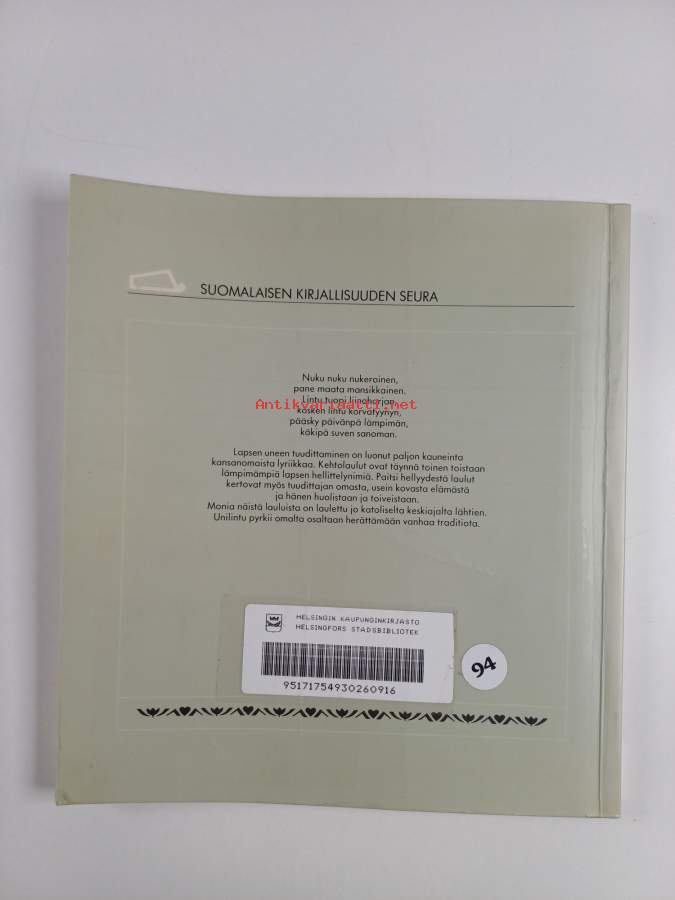 SUOMALAISEN KIRJALLISUUDEN SEURA
Nuku nuku nukerainen,
pane maata mansikkainen.
Lintu tuopi liinaharjan,
Antikvariaatti.net
kosken lintu korvatyynyn,
pääsky päivänpä lämpimän,
käkipä suven sanoman.
Lapsen uneen tuudittaminen on luonut paljon kauneinta
kansanomaista lyriikkaa. Kehtolaulut ovat täynnä toinen toistaan
lämpimämpiä lapsen hellittelynimiä. Paitsi hellyydestä laulut
kertovat myös tuudittajan omasta, usein kovasta elämästä
ja hänen huolistaan ja toiveistaan.
Monia näistä lauluista on laulettu jo katoliselta keskiajalta lähtien.
Unilintu pyrkii omalta osaltaan herättämään vanhaa traditiota.
HELSINGIN KAUPUNGINKIRJASTO
HELSINGFORS STADSBIBLIOTEK
95171754930260916
94